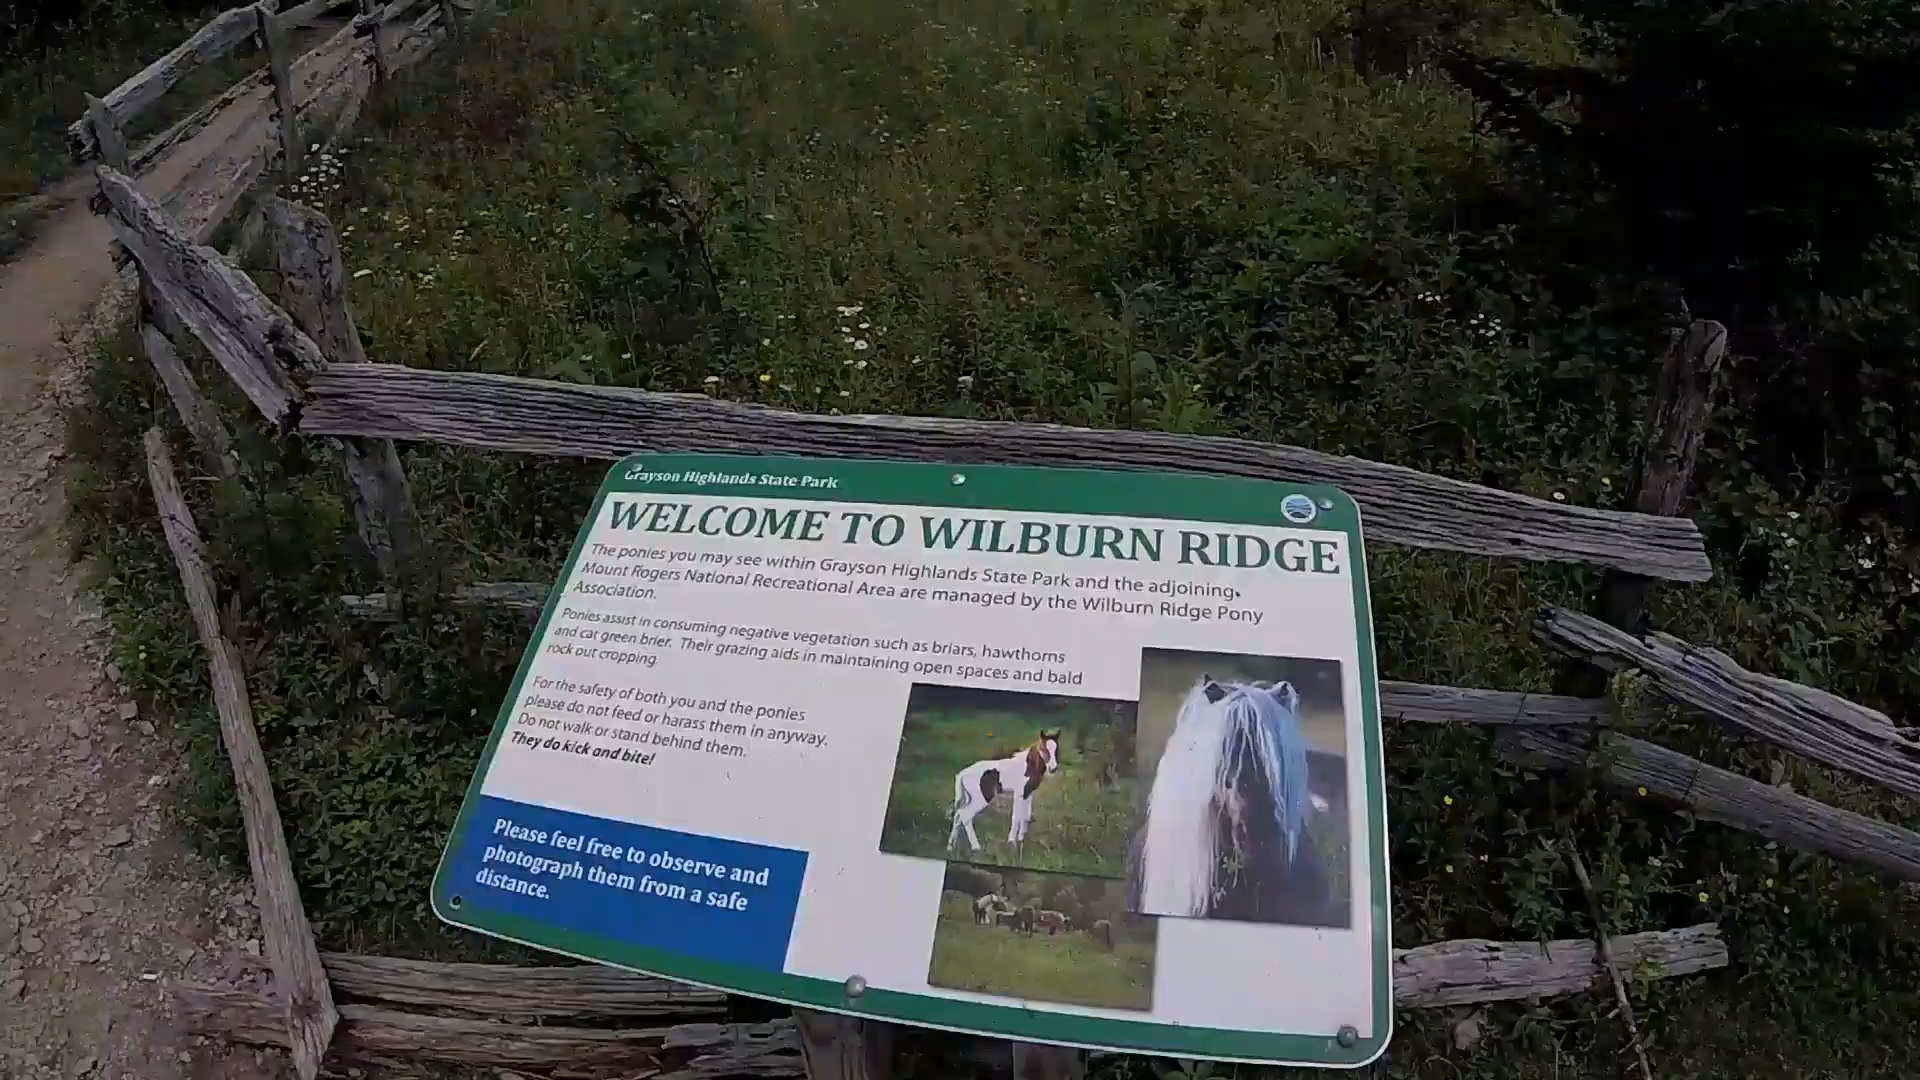 Grayson Highlands State Park
WELCOME TO WILBURN RIDGE
The ponies you may see within Grayson Highlands State Park and the adjoining
Mount Rogers National Recreational Area are managed by the Wilburn Ridge Pony
Association.
Ponies assist in consuming negative vegetation such as briars, hawthorns
and cat green brier. Their grazing aids in maintaining open spaces and bald
rock out cropping.
For the safety of both you and the ponies
please do not feed or harass them in anyway.
Do not walk or stand behind them.
They do kick and bite!
Please feel free to observe and
photograph them from a safe
distance.